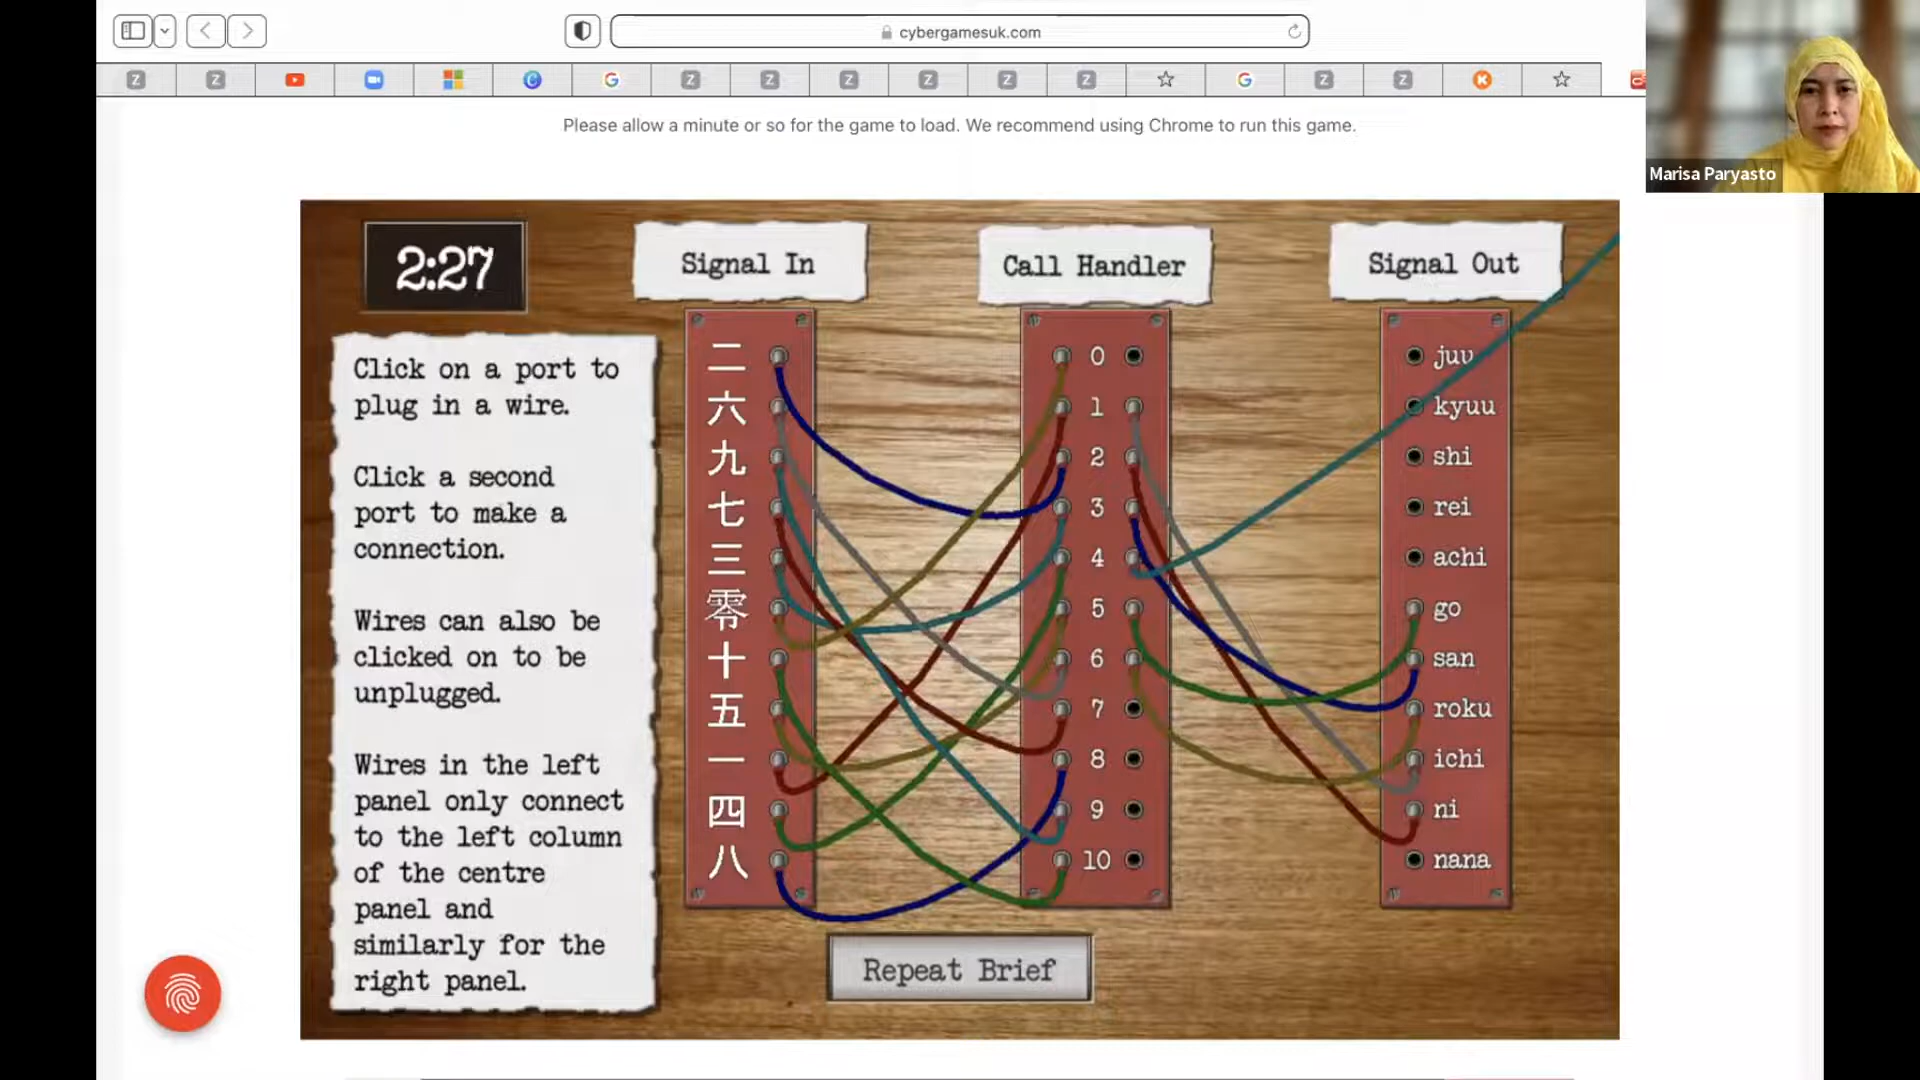 cybergamesuk.com
Please allow a minute or so for the game to load. We recommend using Chrome to run this game.
Marisa Paryasto
2:27
Signal In
Call Handler
Signal Out
Click on a port to
plug in a wire.
Click a second
port to make a
connection.
Wires can also be
clicked on to be
unplugged.
Wires in the left
panel only connect
to the left column
of the centre
panel and
similarly for the
right panel.
二
六
九
七
三
零
十
五
一
四
八
0
1
2
3
4
5
6
7
8
9
10
juu
kyuu
shi
rei
achi
go
san
roku
ichi
ni
nana
Repeat Brief